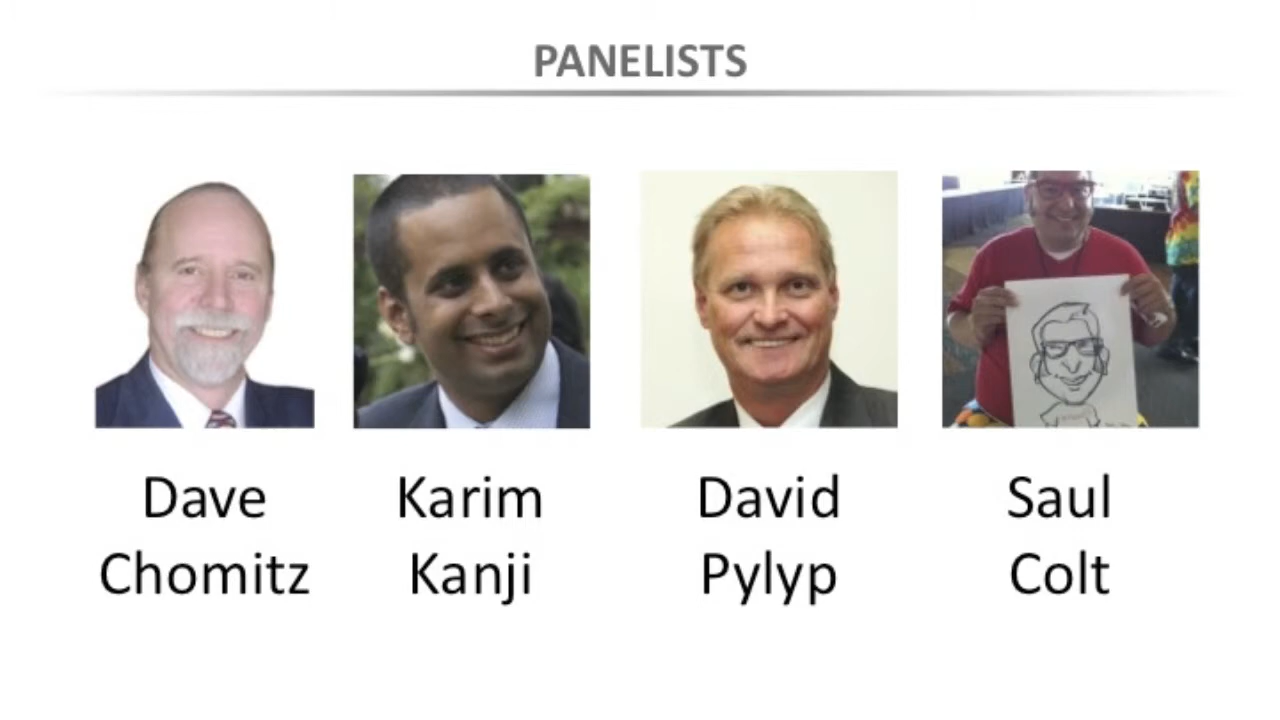 PANELISTS
Dave
Chomitz
Karim
Kanji
David
Pylyp
Saul
Colt